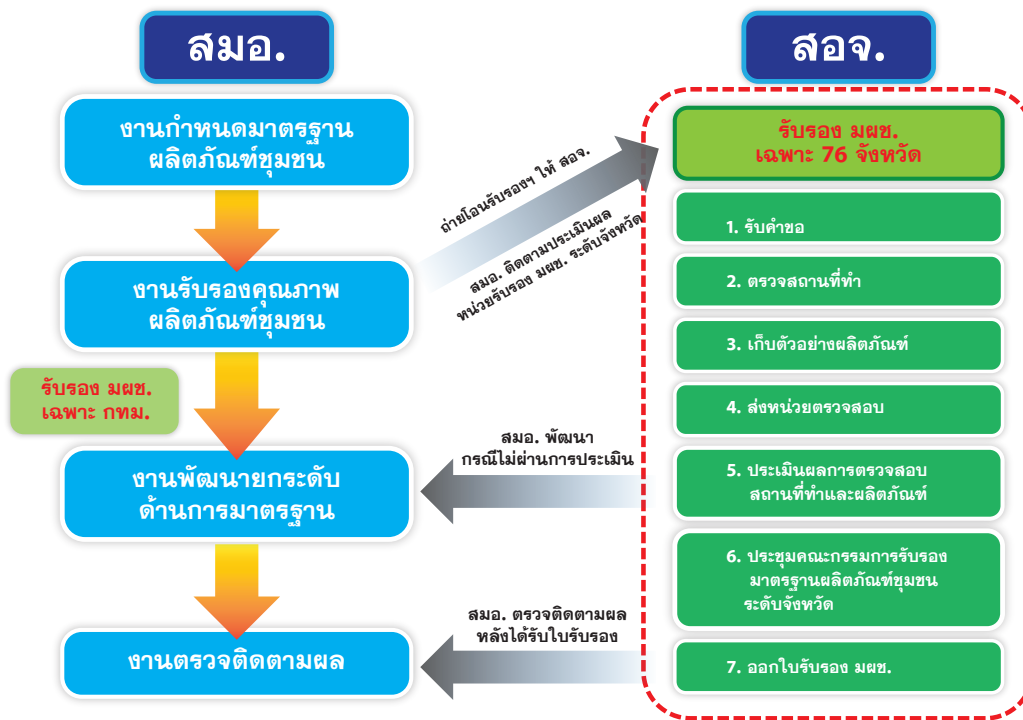 สมอ.
งานกำหนดมาตรฐาน
ผลิตภัณฑ์ชุมชน
งานรับรองคุณภาพ
ผลิตภัณฑ์ชุมชน
รับรอง มผช.
เฉพาะ กทม.
งานพัฒนายกระดับ
ด้านการมาตรฐาน
งานตรวจติดตามผล
ถ่ายโอนรับรองฯ ให้ สอจ.
สมอ. ติดตามประเมินผล
หน่วยรับรอง มผช. ระดับจังหวัด
สมอ. พัฒนา
กรณีไม่ผ่านการประเมิน
สมอ. ตรวจติดตามผล
หลังได้รับใบรับรอง
สอจ.
รับรอง มผช.
เฉพาะ 76 จังหวัด
1. รับคำขอ
2. ตรวจสถานที่ทำ
3. เก็บตัวอย่างผลิตภัณฑ์
4. ส่งหน่วยตรวจสอบ
5. ประเมินผลการตรวจสอบ
สถานที่ทำและผลิตภัณฑ์
6. ประชุมคณะกรรมการรับรอง
มาตรฐานผลิตภัณฑ์ชุมชน
ระดับจังหวัด
7. ออกใบรับรอง มผช.